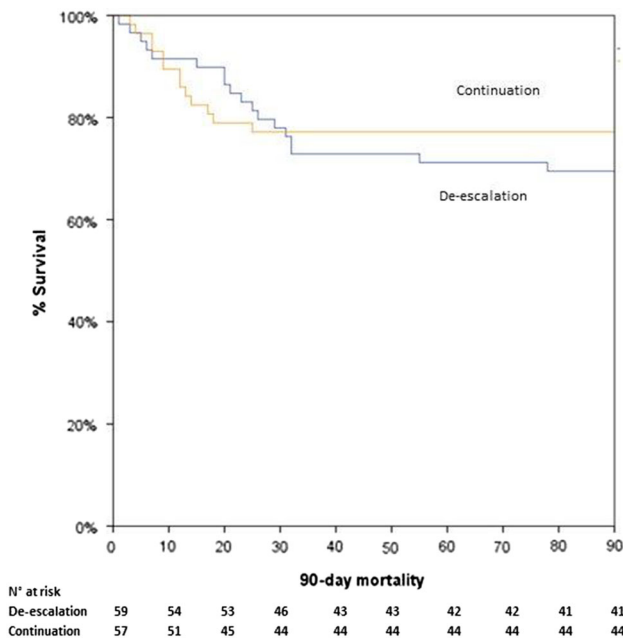 100%
Continuation
80%
De-escalation
60%
% Survival
40%
20%
0%
0 10 20 30 40 50 60 70 80 90
90-day mortality
N° at risk
De-escalation 59 54 53 46 43 43 42 42 41 41
Continuation 57 51 45 44 44 44 44 44 44 44